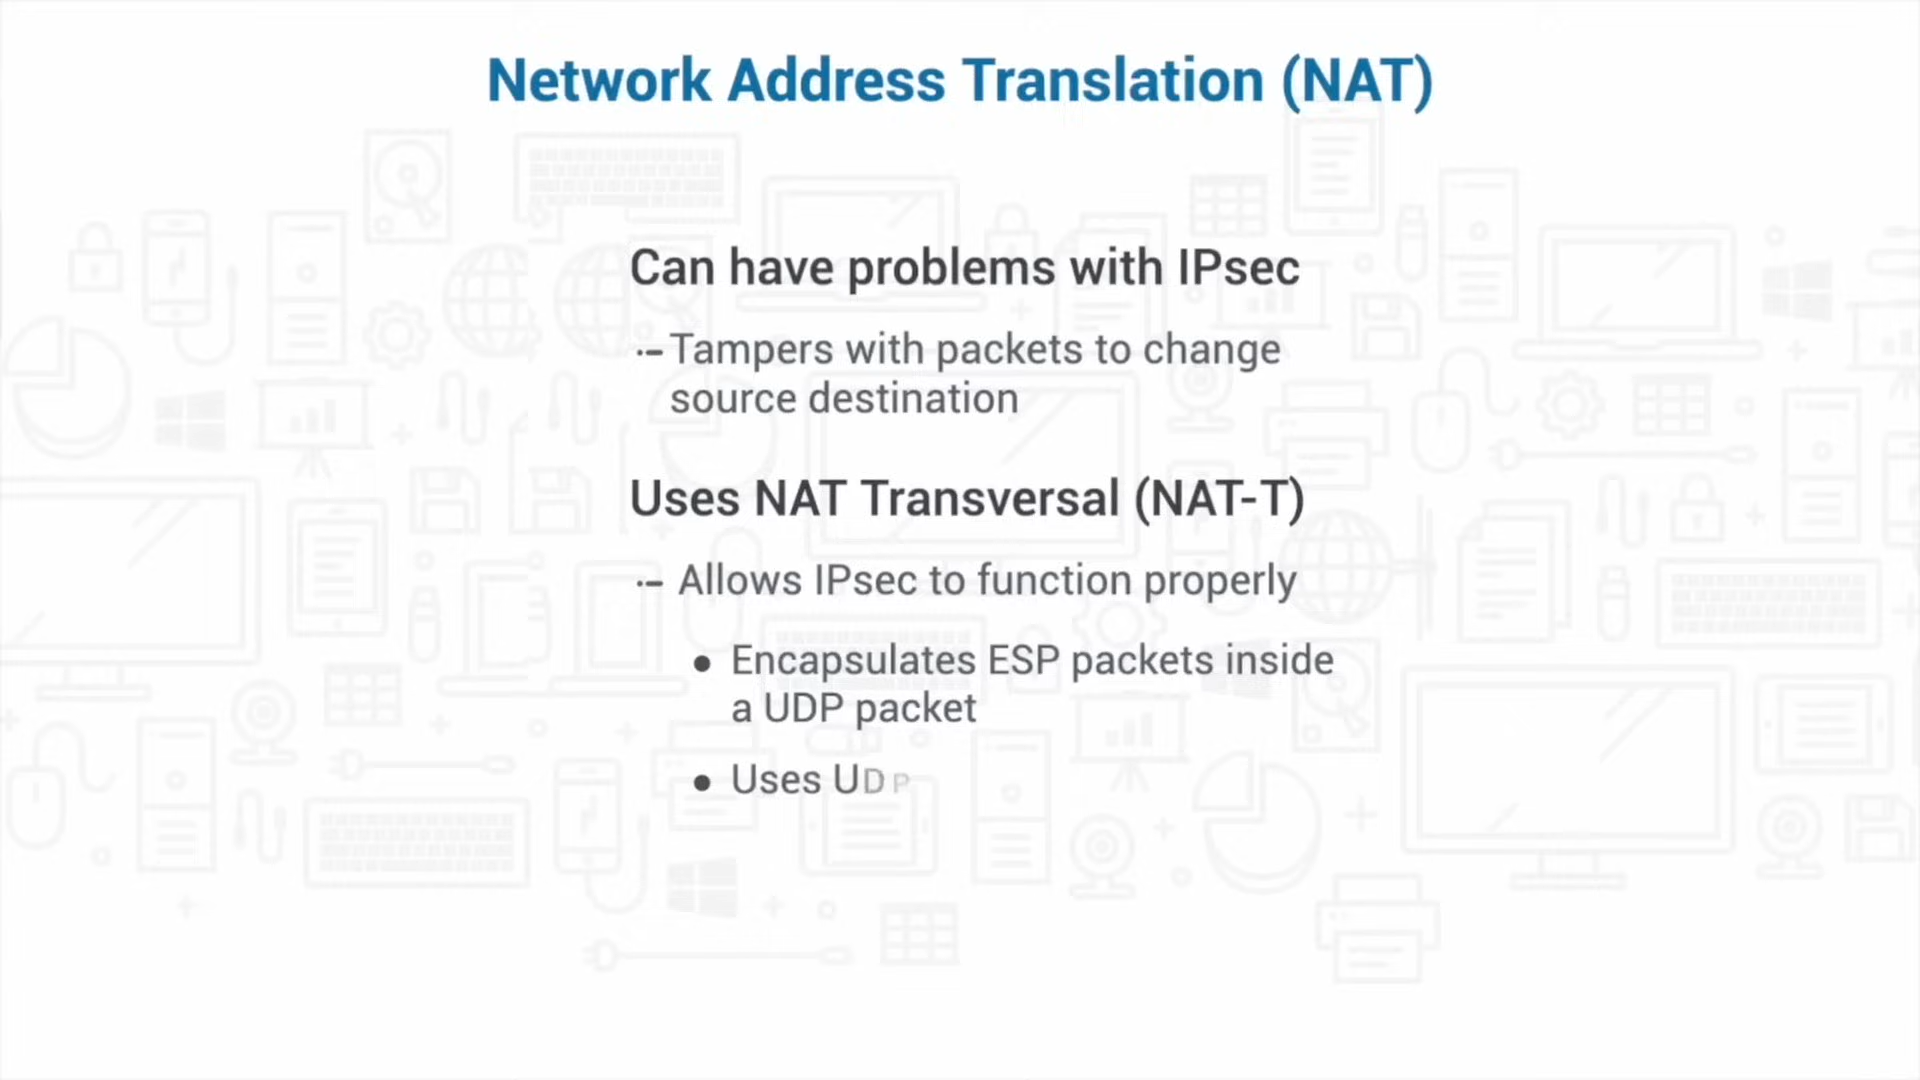 Network Address Translation (NAT)
Can have problems with IPsec
·– Tampers with packets to change
source destination
Uses NAT Transversal (NAT-T)
·– Allows IPsec to function properly
● Encapsulates ESP packets inside
a UDP packet
● Uses UDP